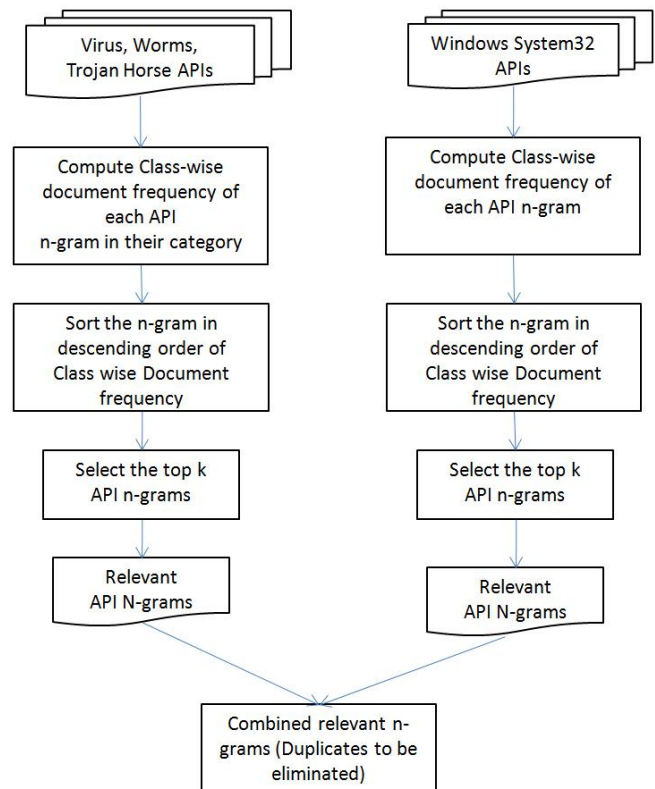 Virus, Worms,
Trojan Horse APIs
Compute Class-wise
document frequency of
each API
n-gram in their category
Sort the n-gram in
descending order of
Class wise Document
frequency
Select the top k
API n-grams
Relevant
API N-grams
Windows System32
APIs
Compute Class-wise
document frequency of
each API n-gram
Sort the n-gram in
descending order of
Class wise Document
frequency
Select the top k
API n-grams
Relevant
API N-grams
Combined relevant n-
grams (Duplicates to be
eliminated)